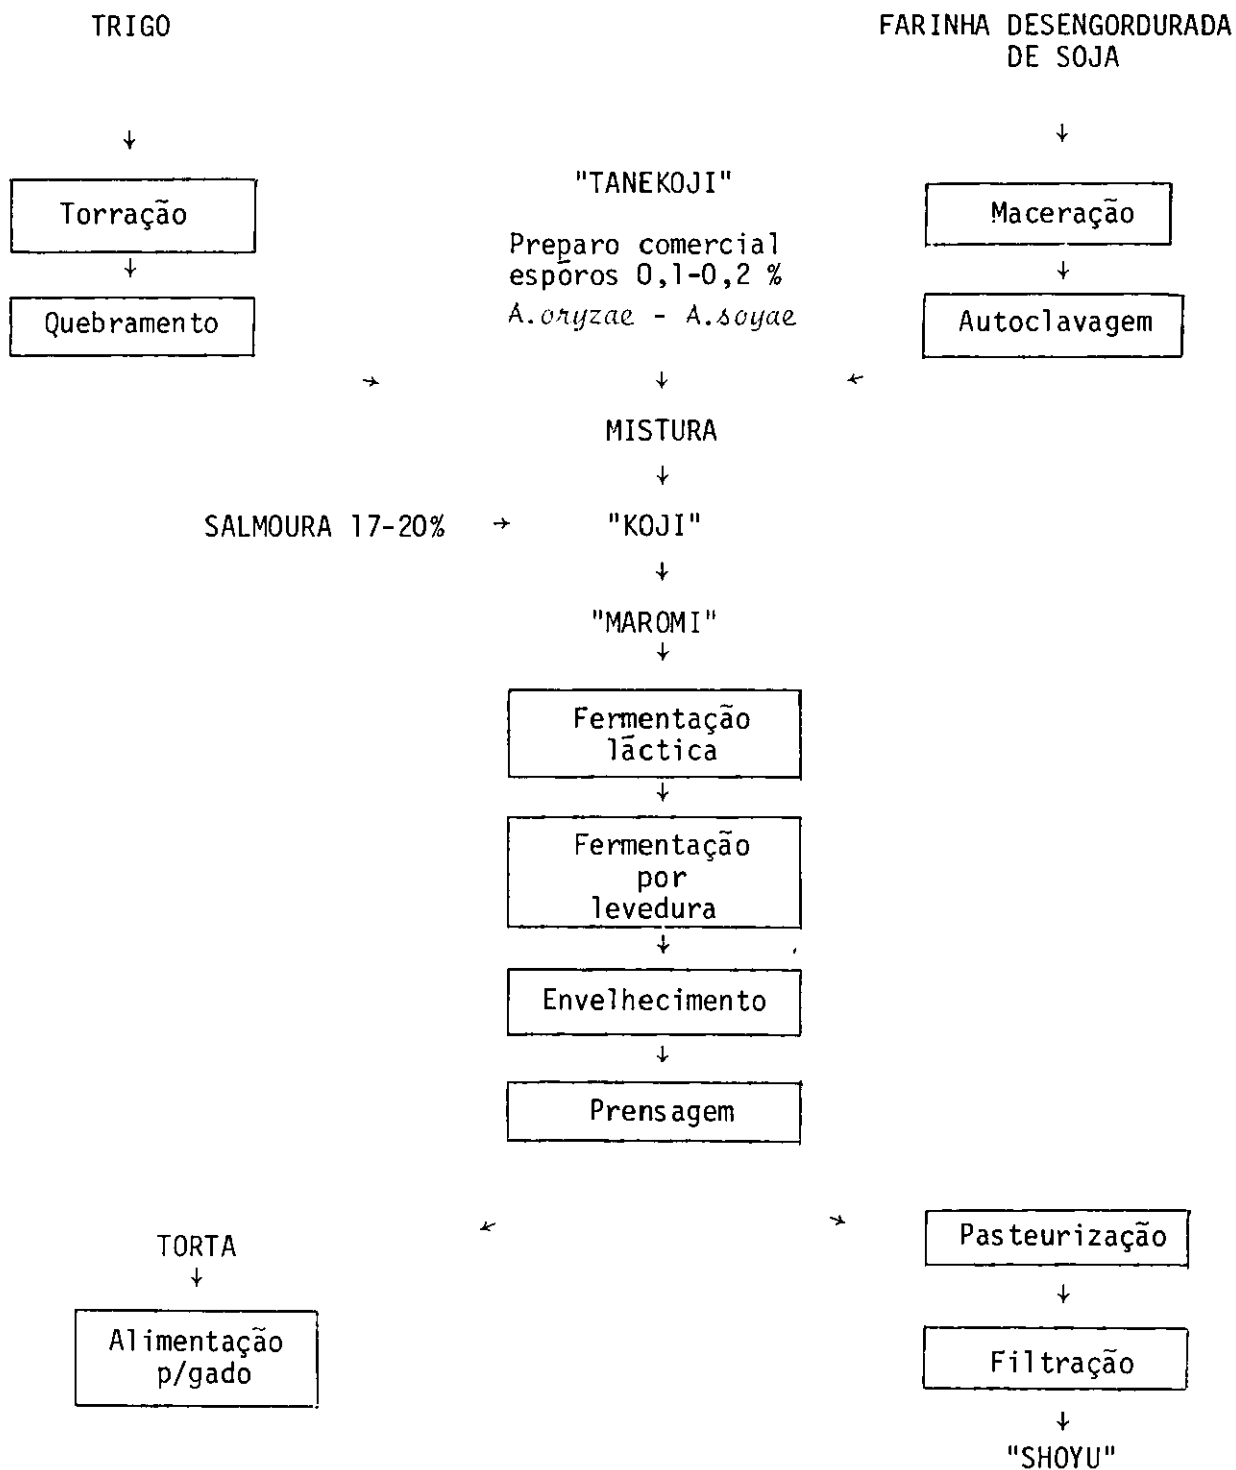 TRIGO
FARINHA DESENGORDURADA
DE SOJA
↓
↓
"TANEKOJI"
Torração
Maceração
Preparo comercial
espóros 0,1-0,2 %
A.oryzae - A.soyae
↓
↓
Quebramento
Autoclavagem
→ ↓ ←
MISTURA
↓
SALMOURA 17-20% → "KOJI"
↓
"MAROMI"
↓
Fermentação
láctica
↓
Fermentação
por
levedura
↓
Envelhecimento
↓
Prensagem
← →
TORTA
↓
Alimentação
p/gado
Pasteurização
↓
Filtração
↓
"SHOYU"